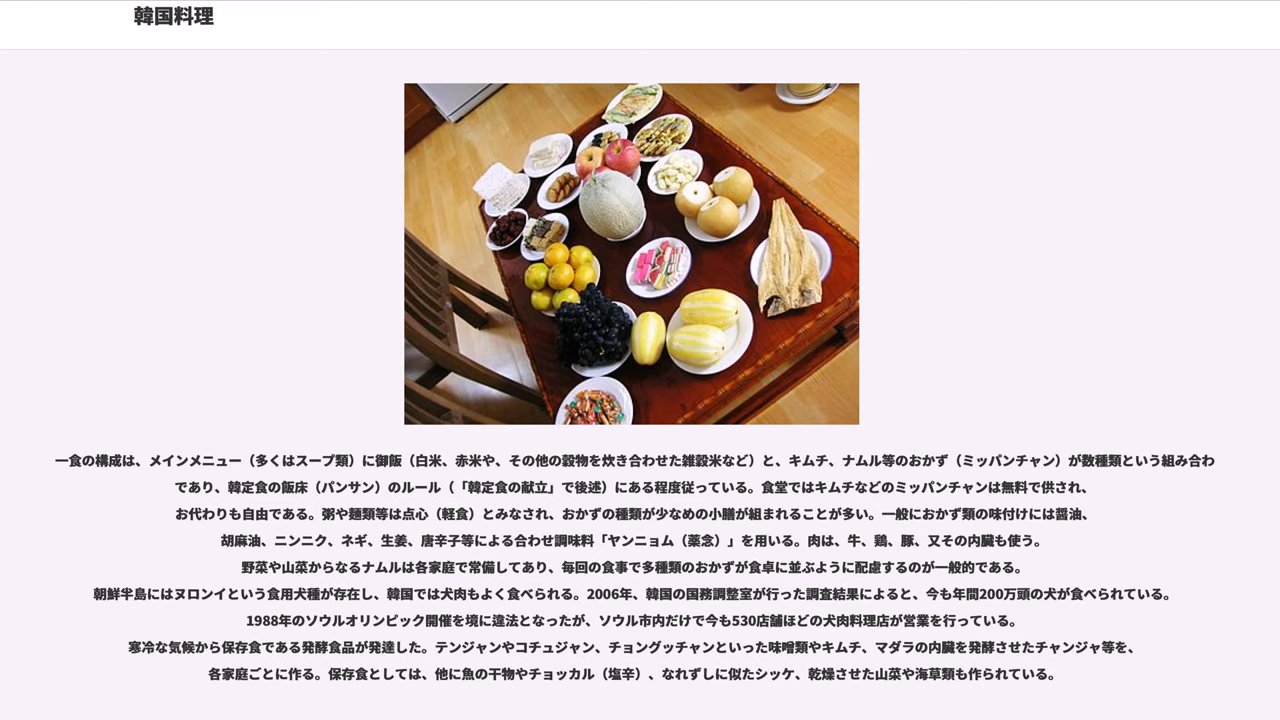 韓国料理
一食の構成は、メインメニュー（多くはスープ類）に御飯（白米、赤米や、その他の穀物を炊き合わせた雑穀米など）と、キムチ、ナムル等のおかず（ミッパンチャン）が数種類という組み合わ
であり、韓定食の飯床（パンサン）のルール（「韓定食の献立」で後述）にある程度従っている。食堂ではキムチなどのミッパンチャンは無料で供され、
お代わりも自由である。粥や麺類等は点心（軽食）とみなされ、おかずの種類が少なめの小膳が組まれることが多い。一般におかず類の味付けには醤油、
胡麻油、ニンニク、ネギ、生姜、唐辛子等による合わせ調味料「ヤンニョム（薬念）」を用いる。肉は、牛、鶏、豚、又その内臓も使う。
野菜や山菜からなるナムルは各家庭で常備してあり、毎回の食事で多種類のおかずが食卓に並ぶように配慮するのが一般的である。
朝鮮半島にはヌロンイという食用犬種が存在し、韓国では犬肉もよく食べられる。2006年、韓国の国務調整室が行った調査結果によると、今も年間200万頭の犬が食べられている。
1988年のソウルオリンピック開催を境に違法となったが、ソウル市内だけで今も530店舗ほどの犬肉料理店が営業を行っている。
寒冷な気候から保存食である発酵食品が発達した。テンジャンやコチュジャン、チョングッチャンといった味噌類やキムチ、マダラの内臓を発酵させたチャンジャ等を、
各家庭ごとに作る。保存食としては、他に魚の干物やチョッカル（塩辛）、なれずしに似たシッケ、乾燥させた山菜や海草類も作られている。